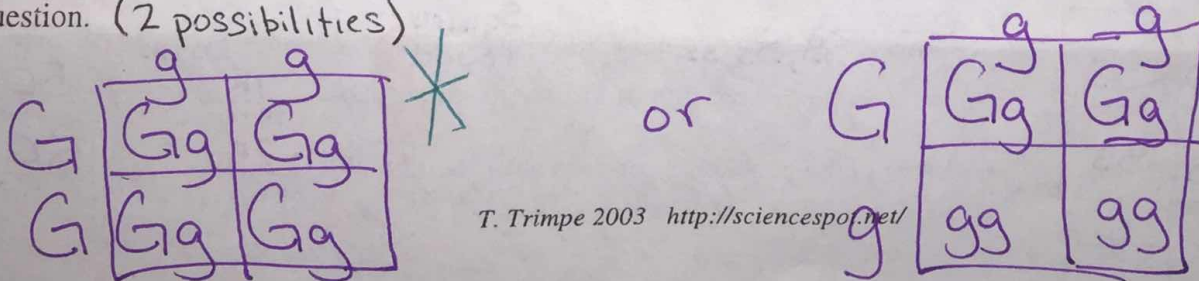 uestion. (2 possibilities)
g g
G Gg Gg
G Gg Gg
or
g g
G Gg Gg
g gg gg
T. Trimpe 2003 http://sciencespot.net/